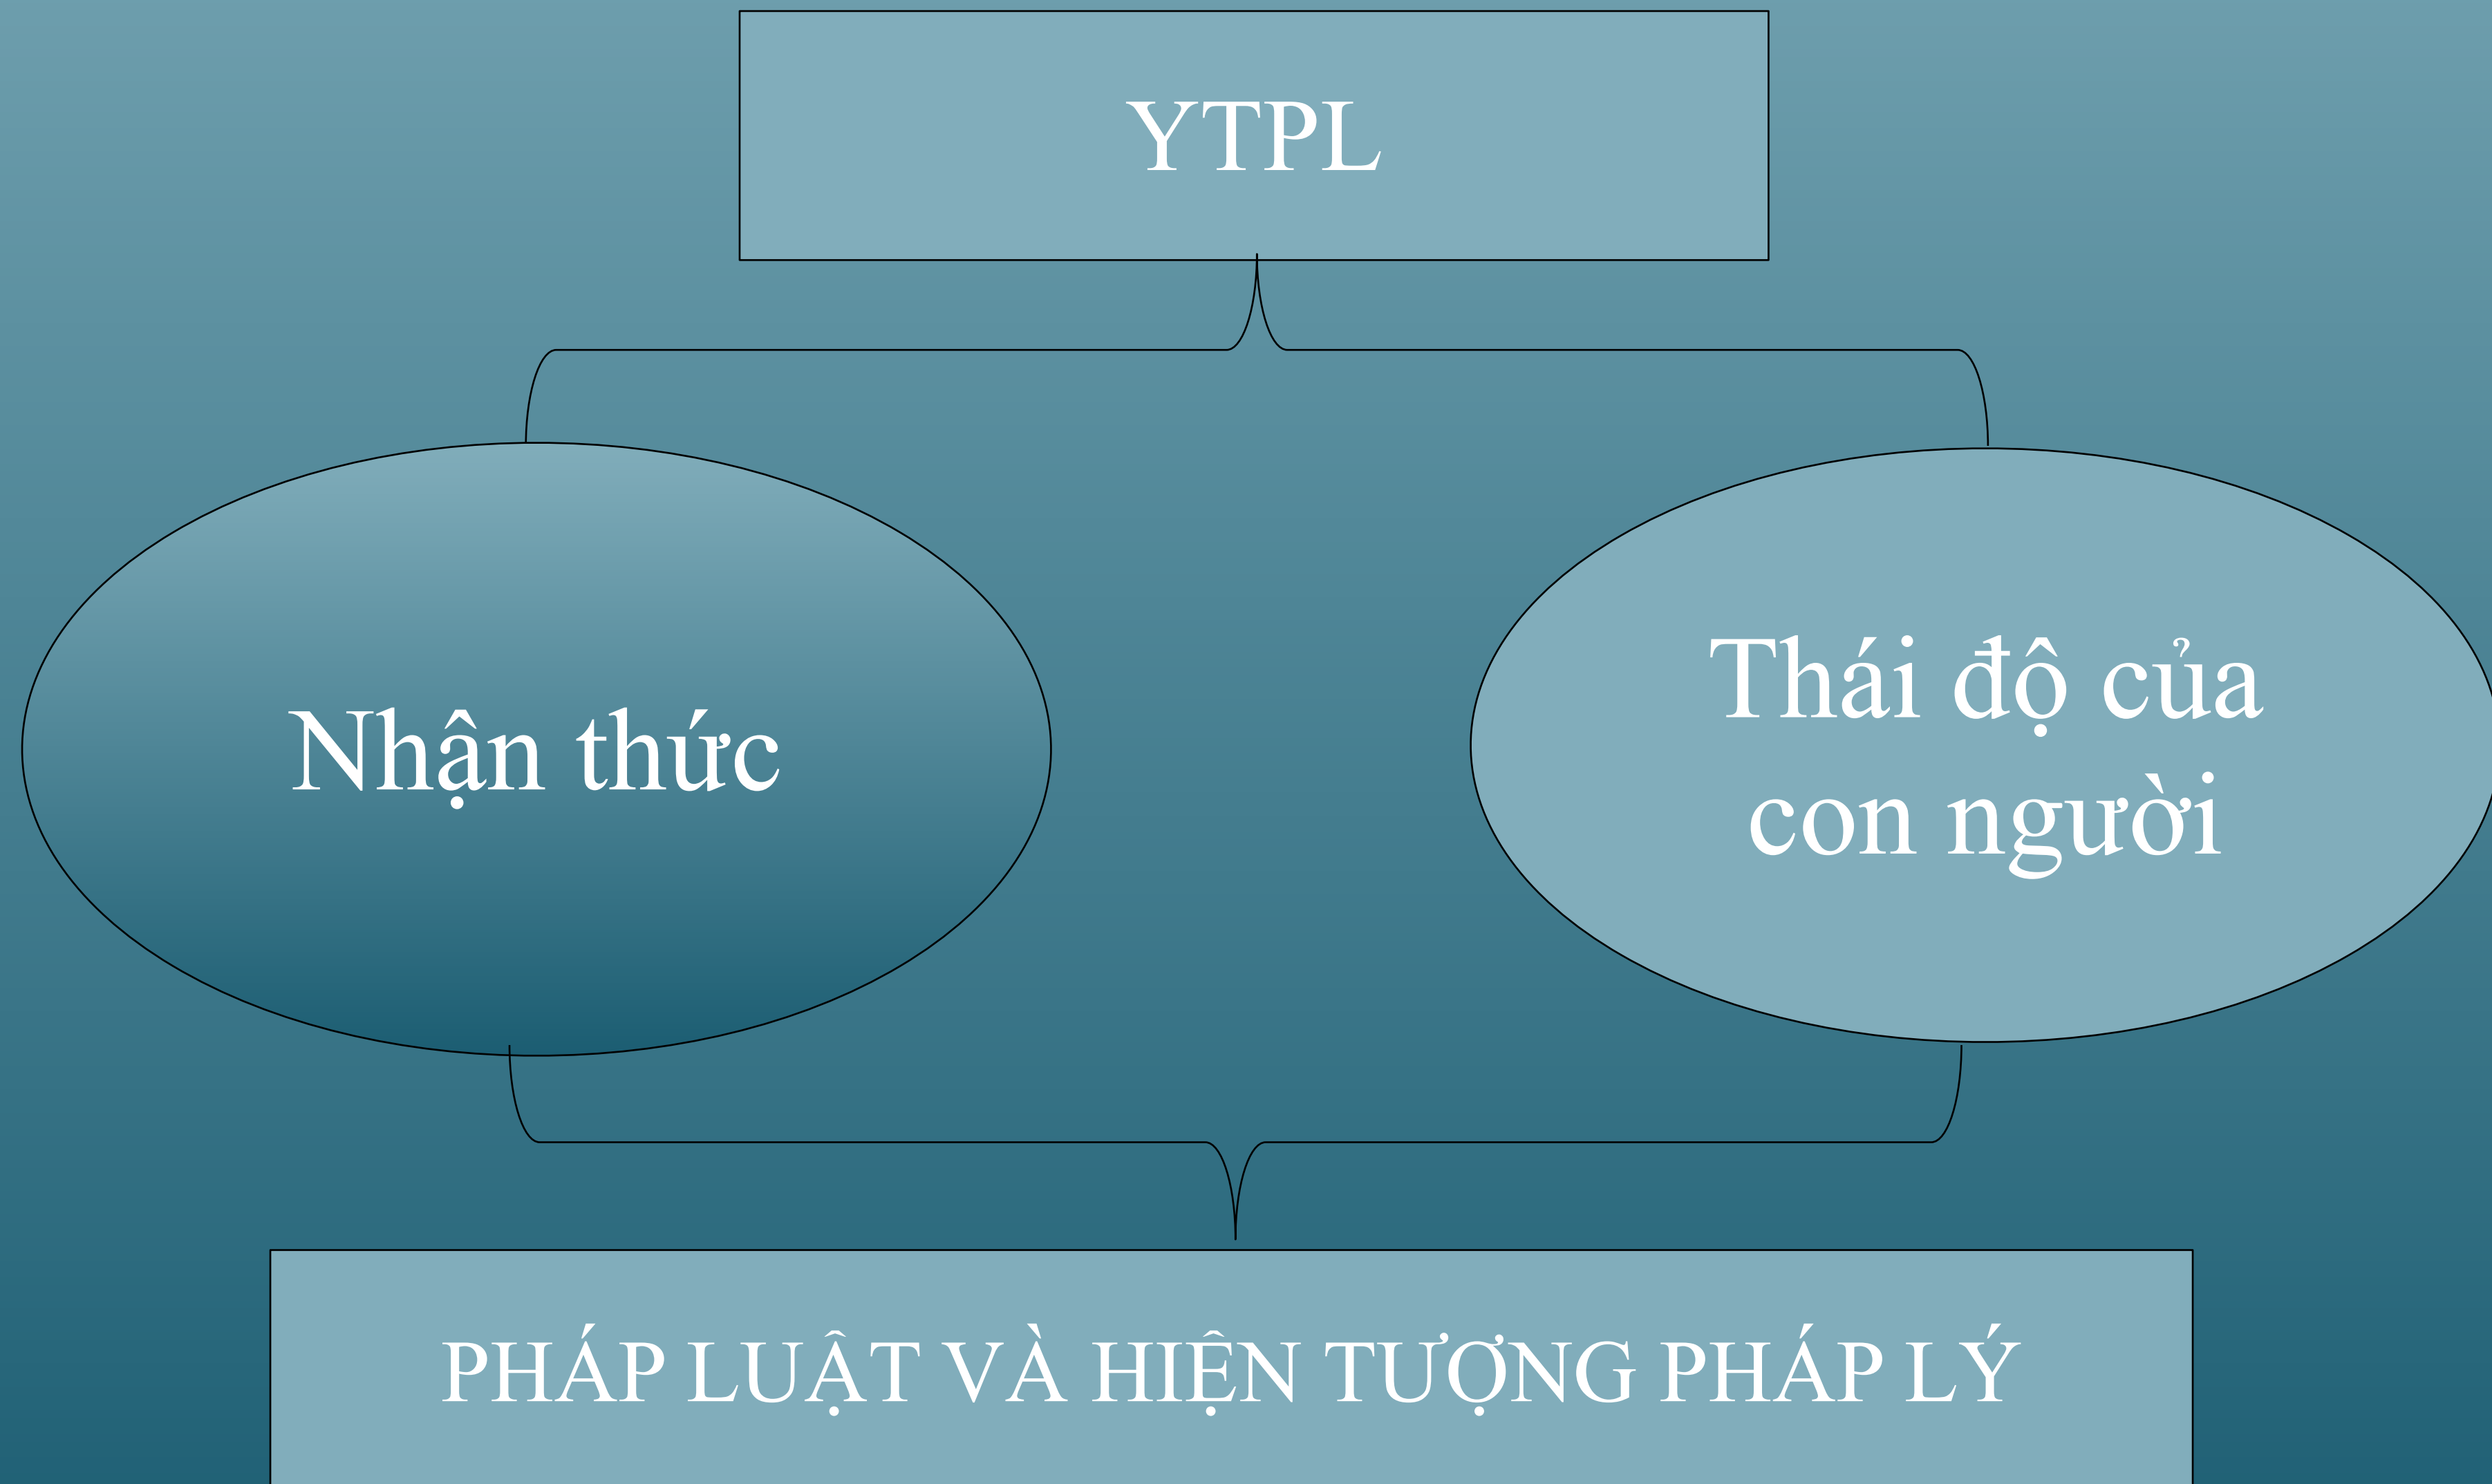 YTPL
Nhận thức
Thái độ của
con người
PHÁP LUẬT VÀ HIỆN TƯỢNG PHÁP LÝ